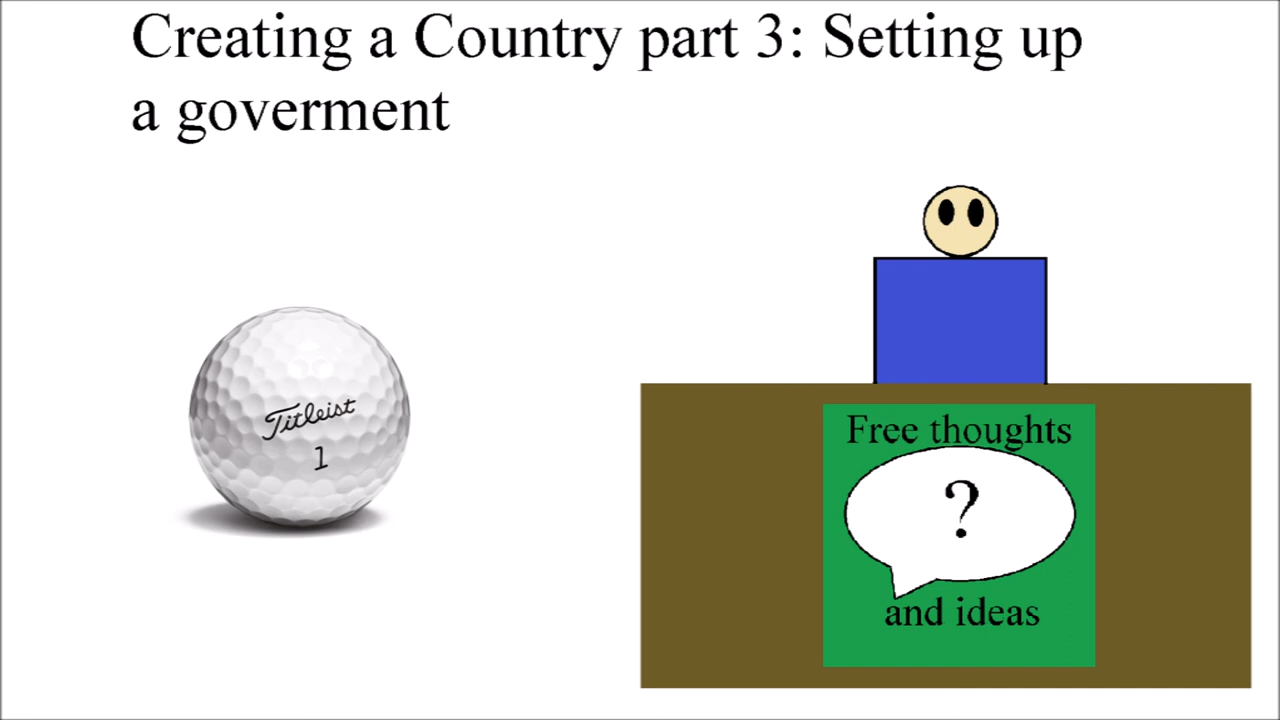 Creating a Country part 3: Setting up
a goverment
Titleist
1
Free thoughts
?
and ideas